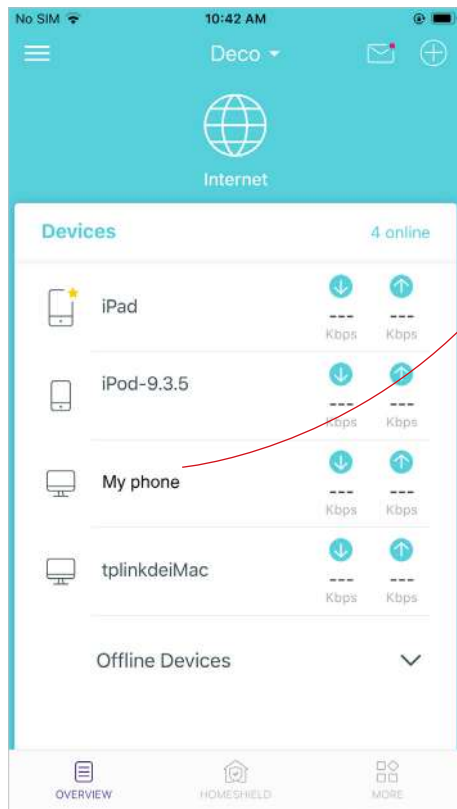 No SIM 10:42 AM
Deco
Internet
Devices 4 online
iPad
--- ---
Kbps Kbps
iPod-9.3.5
--- ---
Kbps Kbps
My phone
--- ---
Kbps Kbps
tplinkdeiMac
--- ---
Kbps Kbps
Offline Devices
OVERVIEW HOMESHIELD MORE